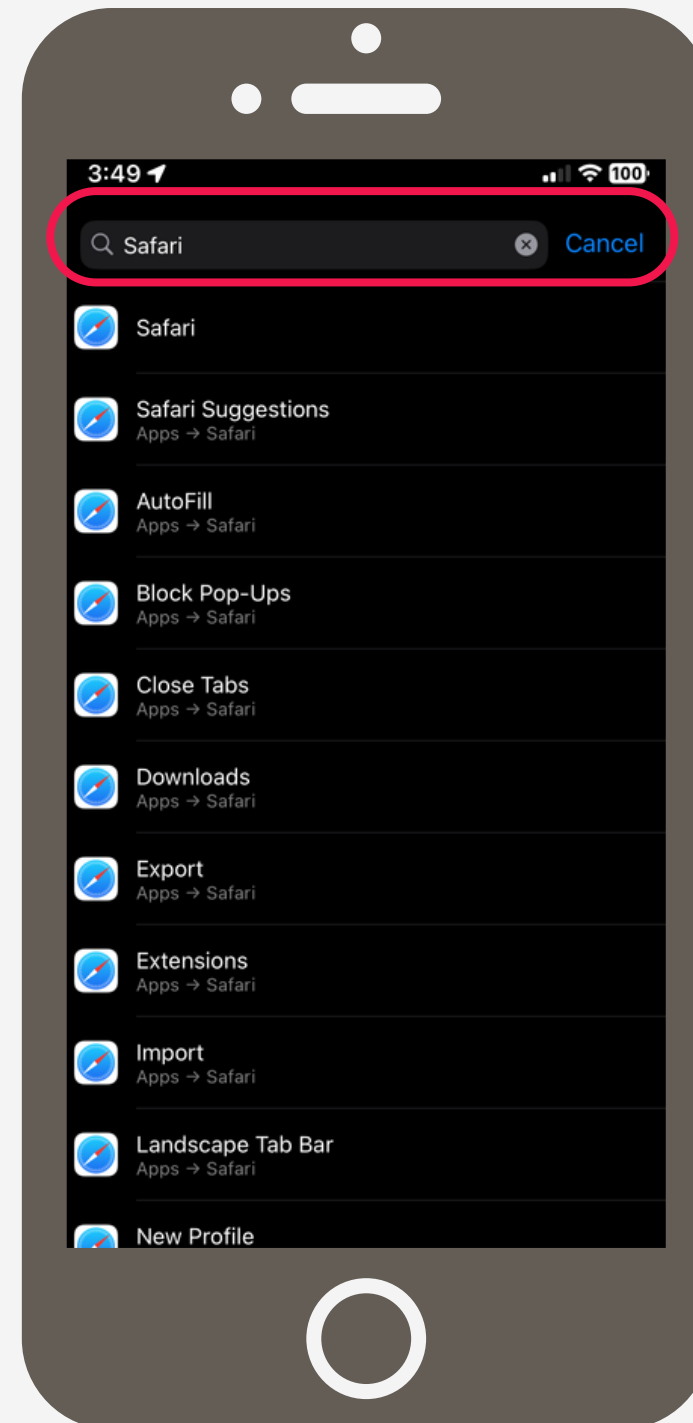 3:49
100
Safari
Cancel
Safari
Safari Suggestions
Apps → Safari
AutoFill
Apps → Safari
Block Pop-Ups
Apps → Safari
Close Tabs
Apps → Safari
Downloads
Apps → Safari
Export
Apps → Safari
Extensions
Apps → Safari
Import
Apps → Safari
Landscape Tab Bar
Apps → Safari
New Profile